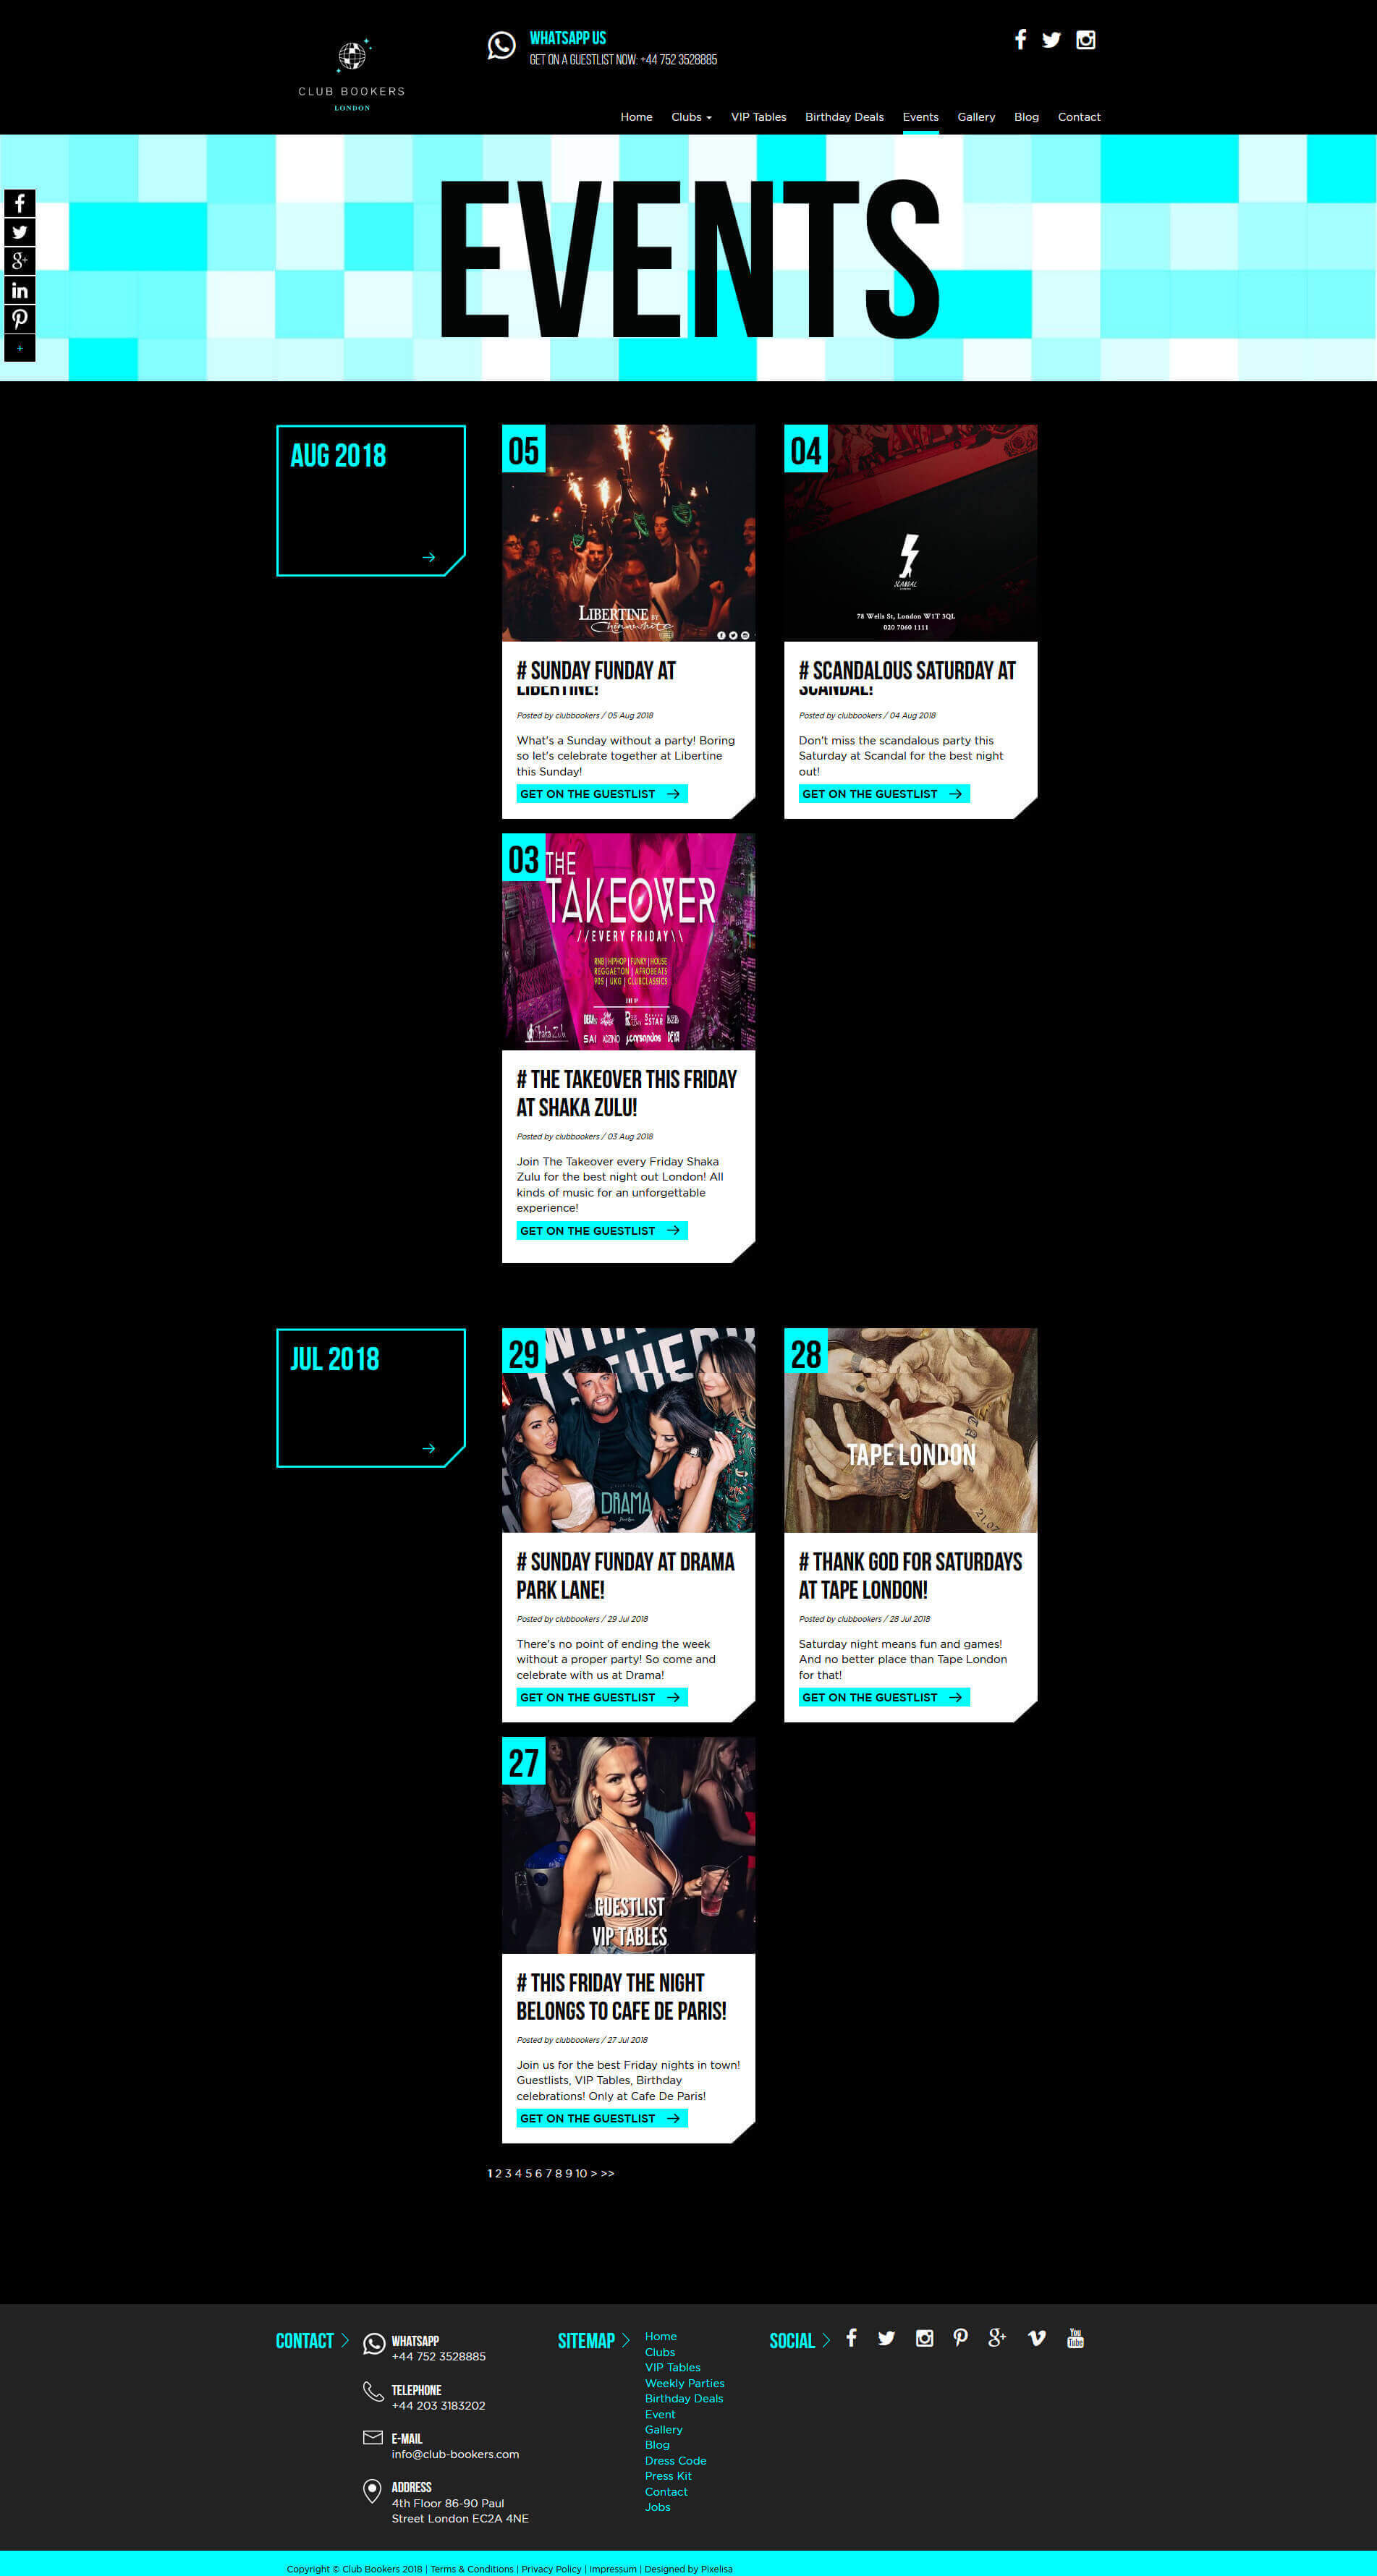 CLUB BOOKERS
LONDON
WHATSAPP US
GET ON A GUESTLIST NOW: +44 752 3528885
Home Clubs VIP Tables Birthday Deals Events Gallery Blog Contact
EVENTS
AUG 2018
05
LIBERTINE BY
Chinawhite
# SUNDAY FUNDAY AT
LIBERTINE!
Posted by clubbookers / 05 Aug 2018
What's a Sunday without a party! Boring
so let's celebrate together at Libertine
this Sunday!
GET ON THE GUESTLIST
04
SCANDAL
78 Wells St, London W1T 3QL
020 7060 1111
# SCANDALOUS SATURDAY AT
SCANDAL!
Posted by clubbookers / 04 Aug 2018
Don't miss the scandalous party this
Saturday at Scandal for the best night
out!
GET ON THE GUESTLIST
03
THE
TAKEOVER
//EVERY FRIDAY\\
RNB | HIPHOP | FUNKY HOUSE
REGGAETON | AFROBEATS
90S | UKG | CLUBCLASSICS
Shaka Zulu
# THE TAKEOVER THIS FRIDAY
AT SHAKA ZULU!
Posted by clubbookers / 03 Aug 2018
Join The Takeover every Friday Shaka
Zulu for the best night out London! All
kinds of music for an unforgettable
experience!
GET ON THE GUESTLIST
JUL 2018
29
DRAMA
Park Lane
# SUNDAY FUNDAY AT DRAMA
PARK LANE!
Posted by clubbookers / 29 Jul 2018
There's no point of ending the week
without a proper party! So come and
celebrate with us at Drama!
GET ON THE GUESTLIST
28
TAPE LONDON
21.07
# THANK GOD FOR SATURDAYS
AT TAPE LONDON!
Posted by clubbookers / 28 Jul 2018
Saturday night means fun and games!
And no better place than Tape London
for that!
GET ON THE GUESTLIST
27
GUESTLIST
VIP TABLES
# THIS FRIDAY THE NIGHT
BELONGS TO CAFE DE PARIS!
Posted by clubbookers / 27 Jul 2018
Join us for the best Friday nights in town!
Guestlists, VIP Tables, Birthday
celebrations! Only at Cafe De Paris!
GET ON THE GUESTLIST
1 2 3 4 5 6 7 8 9 10 > >>
CONTACT
WHATSAPP
+44 752 3528885
TELEPHONE
+44 203 3183202
E-MAIL
info@club-bookers.com
ADDRESS
4th Floor 86-90 Paul
Street London EC2A 4NE
SITEMAP
Home
Clubs
VIP Tables
Weekly Parties
Birthday Deals
Event
Gallery
Blog
Dress Code
Press Kit
Contact
Jobs
SOCIAL
You
Tube
Copyright © Club Bookers 2018 | Terms & Conditions | Privacy Policy | Impressum | Designed by Pixelisa